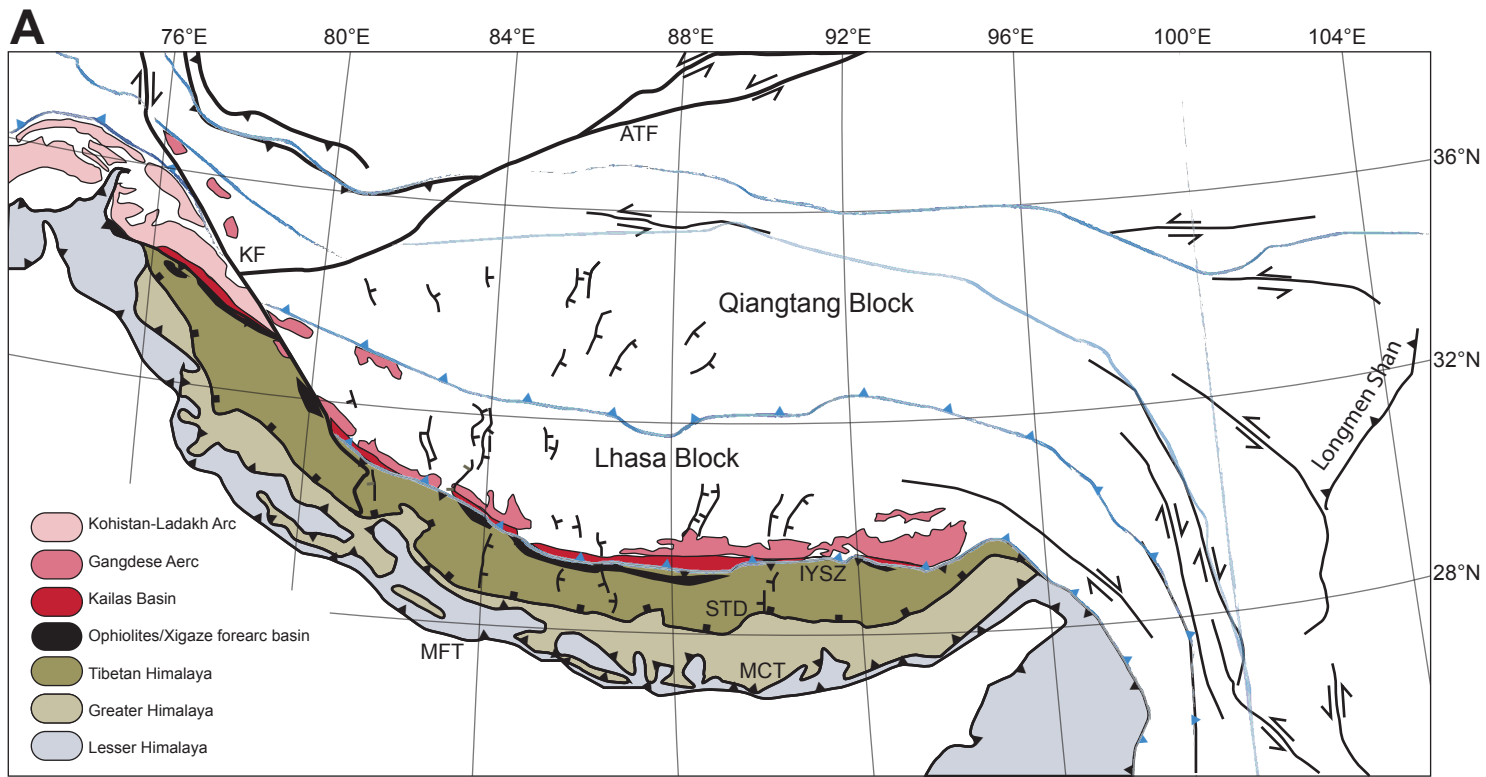 A
76°E 80°E 84°E 88°E 92°E 96°E 100°E 104°E
ATF
36°N
KF
Qiangtang Block
32°N
Longmen Shan
Lhasa Block
Kohistan-Ladakh Arc
Gangdese Aerc
IYSZ
28°N
Kailas Basin
STD
Ophiolites/Xigaze forearc basin
MFT
MCT
Tibetan Himalaya
Greater Himalaya
Lesser Himalaya